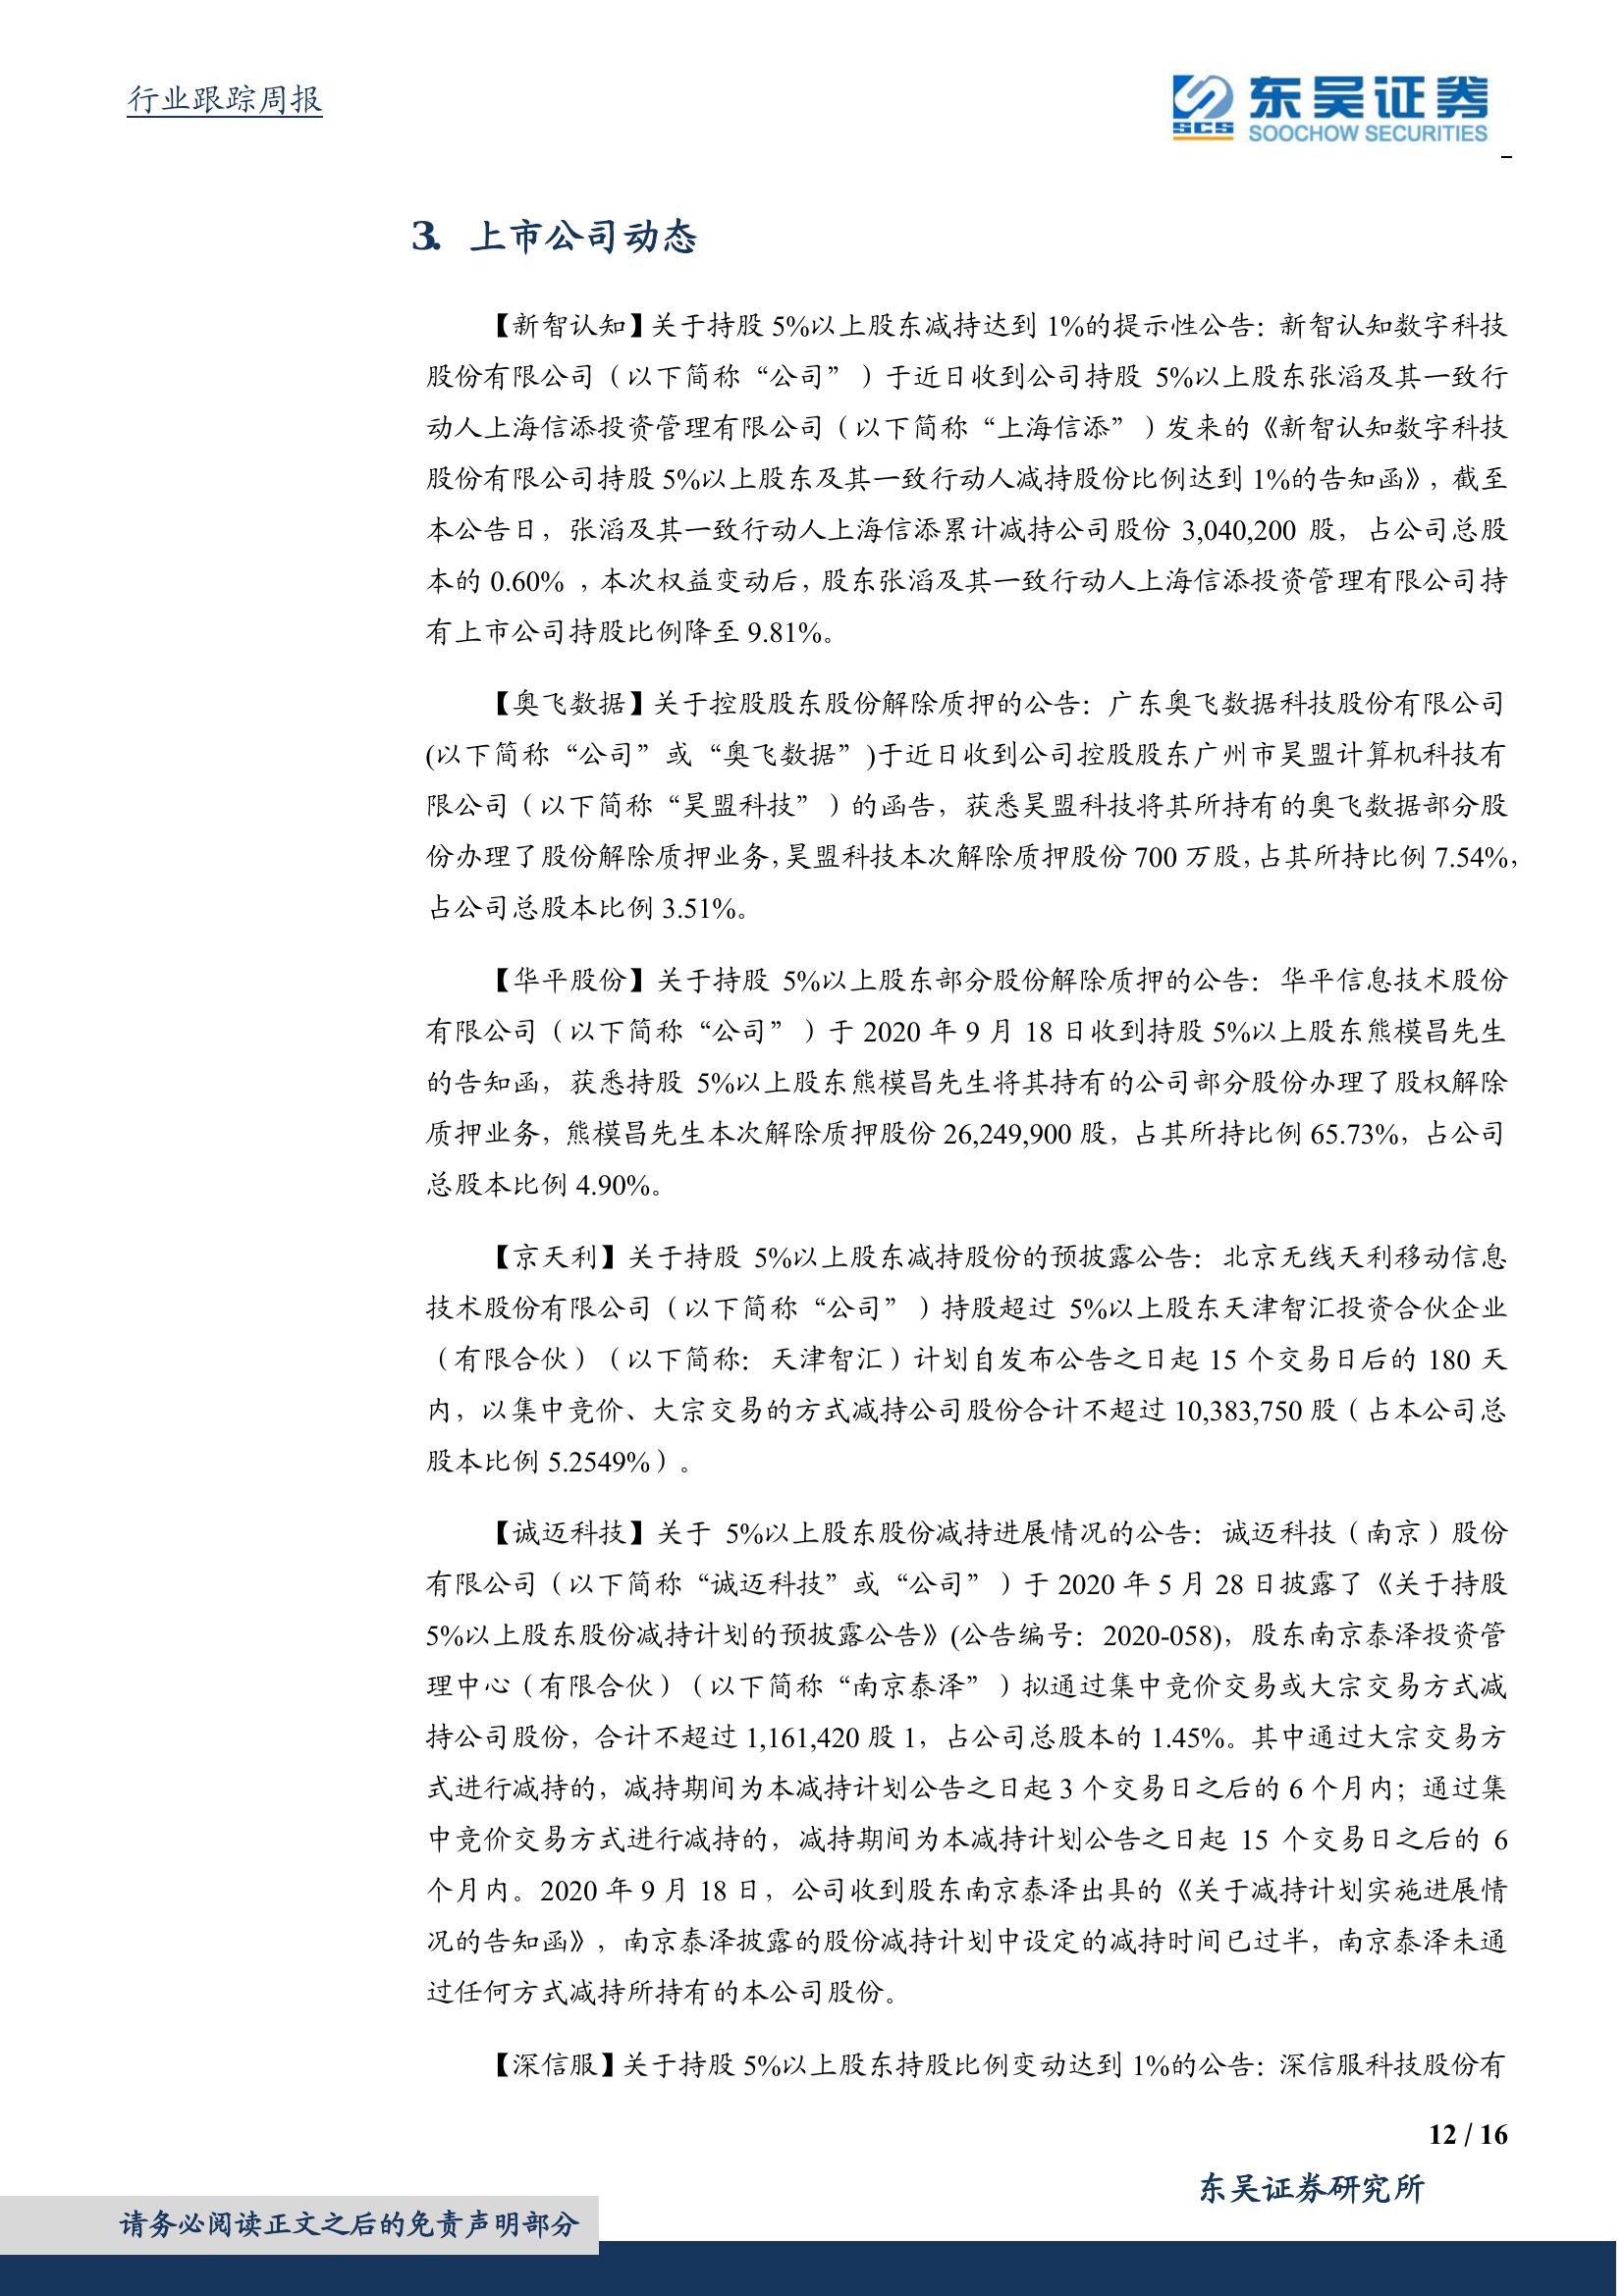 行业跟踪周报
东吴证券
SCS
SOOCHOW SECURITIES
3. 上市公司动态
【新智认知】关于持股 5%以上股东减持达到 1%的提示性公告：新智认知数字科技
股份有限公司（以下简称“公司”）于近日收到公司持股 5%以上股东张滔及其一致行
动人上海信添投资管理有限公司（以下简称“上海信添”）发来的《新智认知数字科技
股份有限公司持股 5%以上股东及其一致行动人减持股份比例达到 1%的告知函》，截至
本公告日，张滔及其一致行动人上海信添累计减持公司股份 3,040,200 股，占公司总股
本的 0.60% ，本次权益变动后，股东张滔及其一致行动人上海信添投资管理有限公司持
有上市公司持股比例降至 9.81%。
【奥飞数据】关于控股股东股份解除质押的公告：广东奥飞数据科技股份有限公司
(以下简称“公司”或“奥飞数据”)于近日收到公司控股股东广州市昊盟计算机科技有
限公司（以下简称“昊盟科技”）的函告，获悉昊盟科技将其所持有的奥飞数据部分股
份办理了股份解除质押业务，昊盟科技本次解除质押股份 700 万股，占其所持比例 7.54%，
占公司总股本比例 3.51%。
【华平股份】关于持股 5%以上股东部分股份解除质押的公告：华平信息技术股份
有限公司（以下简称“公司”）于 2020 年 9 月 18 日收到持股 5%以上股东熊模昌先生
的告知函，获悉持股 5%以上股东熊模昌先生将其持有的公司部分股份办理了股权解除
质押业务，熊模昌先生本次解除质押股份 26,249,900 股，占其所持比例 65.73%，占公司
总股本比例 4.90%。
【京天利】关于持股 5%以上股东减持股份的预披露公告：北京无线天利移动信息
技术股份有限公司（以下简称“公司”）持股超过 5%以上股东天津智汇投资合伙企业
（有限合伙）（以下简称：天津智汇）计划自发布公告之日起 15 个交易日后的 180 天
内，以集中竞价、大宗交易的方式减持公司股份合计不超过 10,383,750 股（占本公司总
股本比例 5.2549%）。
【诚迈科技】关于 5%以上股东股份减持进展情况的公告：诚迈科技（南京）股份
有限公司（以下简称“诚迈科技”或“公司”）于 2020 年 5 月 28 日披露了《关于持股
5%以上股东股份减持计划的预披露公告》(公告编号：2020-058)，股东南京泰泽投资管
理中心（有限合伙）（以下简称“南京泰泽”）拟通过集中竞价交易或大宗交易方式减
持公司股份，合计不超过 1,161,420 股 1，占公司总股本的 1.45%。其中通过大宗交易方
式进行减持的，减持期间为本减持计划公告之日起 3 个交易日之后的 6 个月内；通过集
中竞价交易方式进行减持的，减持期间为本减持计划公告之日起 15 个交易日之后的 6
个月内。2020 年 9 月 18 日，公司收到股东南京泰泽出具的《关于减持计划实施进展情
况的告知函》，南京泰泽披露的股份减持计划中设定的减持时间已过半，南京泰泽未通
过任何方式减持所持有的本公司股份。
【深信服】关于持股 5%以上股东持股比例变动达到 1%的公告：深信服科技股份有
12 / 16
东吴证券研究所
请务必阅读正文之后的免责声明部分